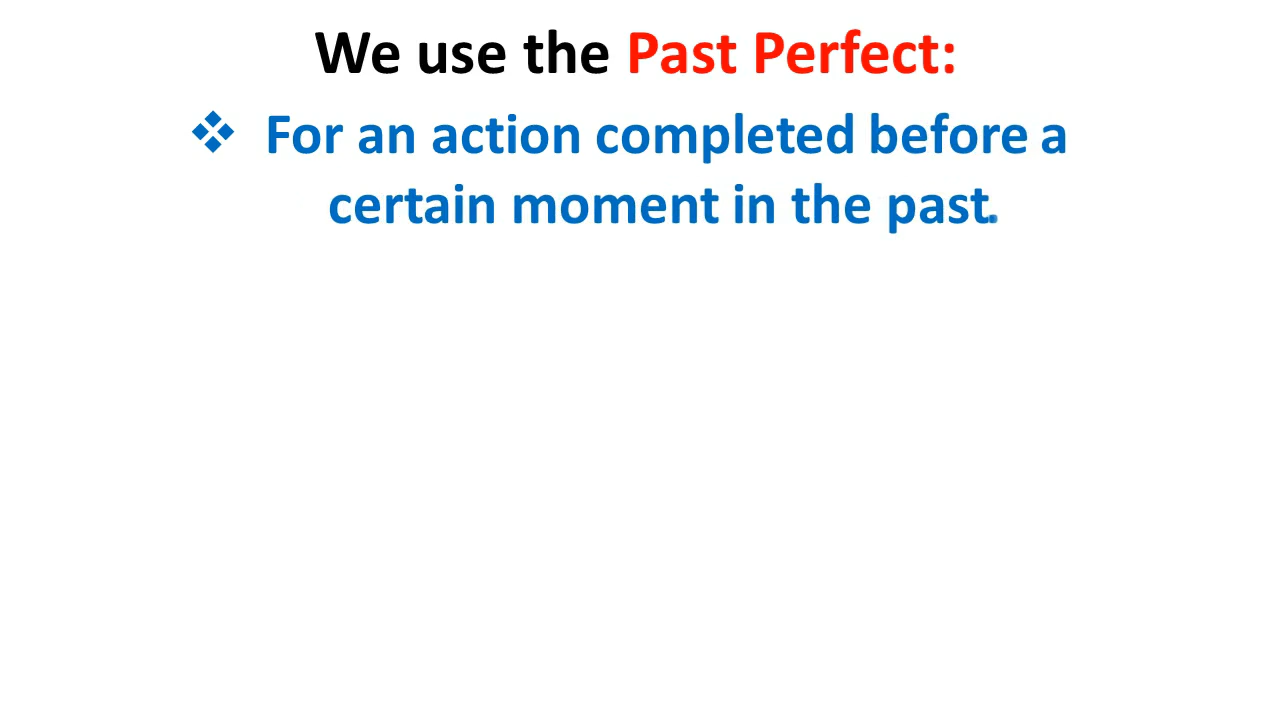 We use the Past Perfect:
❖ For an action completed before a
certain moment in the past.